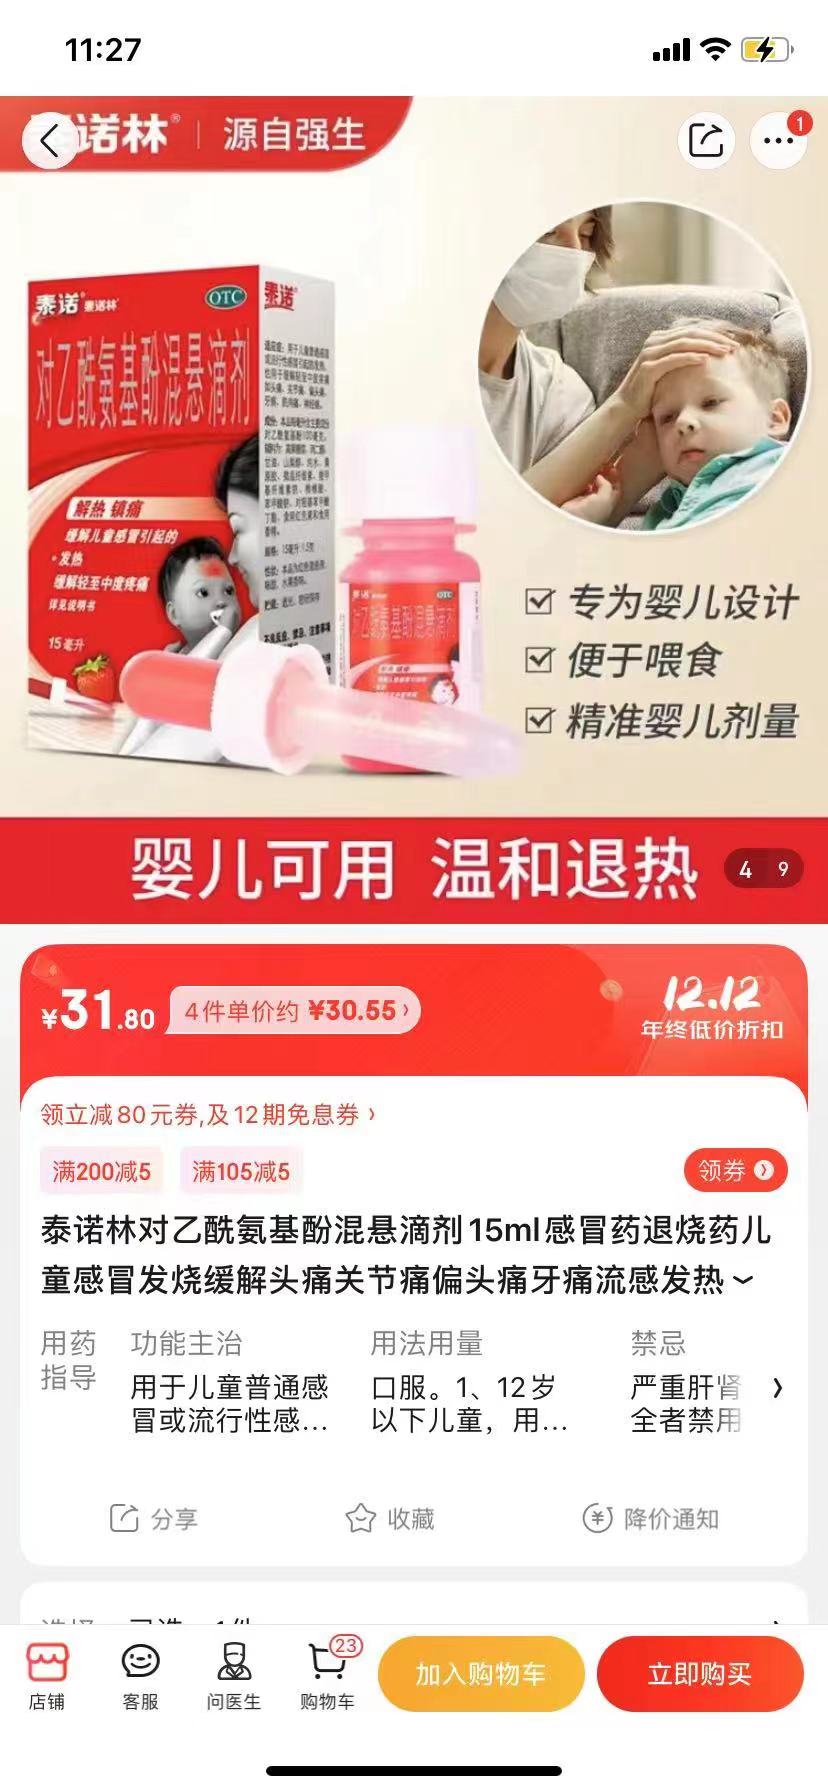 11:27
诺林® | 源自强生
1
泰诺® 泰诺林®
OTC
泰诺®
对乙酰氨基酚混悬滴剂
解热 镇痛
缓解儿童感冒引起的
·发热
缓解轻至中度疼痛
详见说明书
15毫升
泰诺
OTC
对乙酰氨基酚混悬滴剂
专为婴儿设计
便于喂食
精准婴儿剂量
婴儿可用 温和退热
4 9
¥31.80
4件单价约 ¥30.55
12.12
年终低价折扣
领立减80元券,及12期免息券
满200减5
满105减5
领券
泰诺林对乙酰氨基酚混悬滴剂15ml感冒药退烧药儿
童感冒发烧缓解头痛关节痛偏头痛牙痛流感发热
用药
指导
功能主治
用于儿童普通感
冒或流行性感...
用法用量
口服。1、12岁
以下儿童，用...
禁忌
严重肝肾
全者禁用
分享
收藏
降价通知
店铺
客服
问医生
23
购物车
加入购物车
立即购买